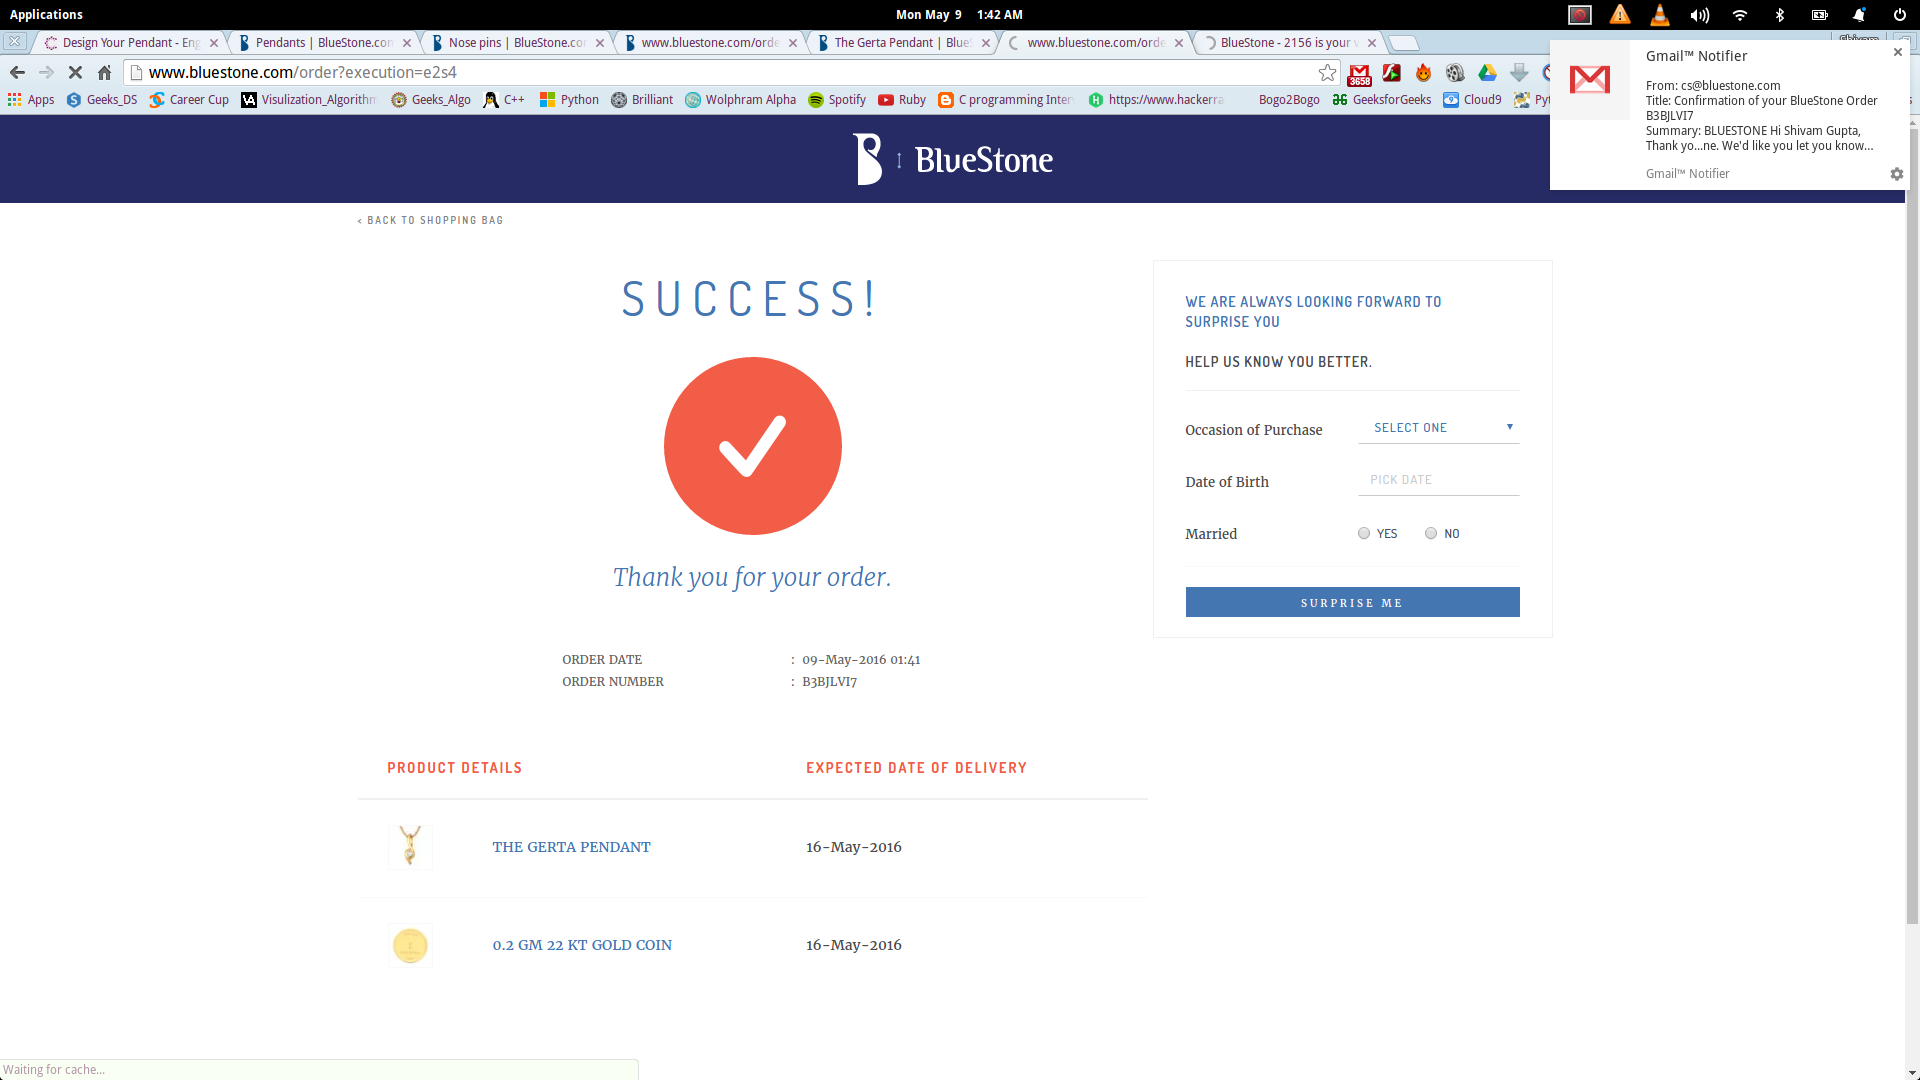 Applications
Mon May 9 1:42 AM
Design Your Pendant - Eng
Pendants | BlueStone.con
Nose pins | BlueStone.co
www.bluestone.com/orde
The Gerta Pendant | Blue
www.bluestone.com/orde
BlueStone - 2156 is your
Shivam
www.bluestone.com/order?execution=e2s4
3658
Apps
Geeks_DS
Career Cup
Visulization_Algorithm
Geeks_Algo
C++
Python
Brilliant
Wolphram Alpha
Spotify
Ruby
C programming Inter
https://www.hackerra
Bogo2Bogo
GeeksforGeeks
Cloud9
Pyt
Gmail™ Notifier
From: cs@bluestone.com
Title: Confirmation of your BlueStone Order
B3BJLVI7
Summary: BLUESTONE Hi Shivam Gupta,
Thank yo...ne. We'd like you let you know...
Gmail™ Notifier
BlueStone
< BACK TO SHOPPING BAG
SUCCESS!
Thank you for your order.
ORDER DATE : 09-May-2016 01:41
ORDER NUMBER : B3BJLVI7
PRODUCT DETAILS EXPECTED DATE OF DELIVERY
THE GERTA PENDANT 16-May-2016
0.2 GM 22 KT GOLD COIN 16-May-2016
WE ARE ALWAYS LOOKING FORWARD TO
SURPRISE YOU
HELP US KNOW YOU BETTER.
Occasion of Purchase SELECT ONE
Date of Birth PICK DATE
Married YES NO
SURPRISE ME
Waiting for cache...